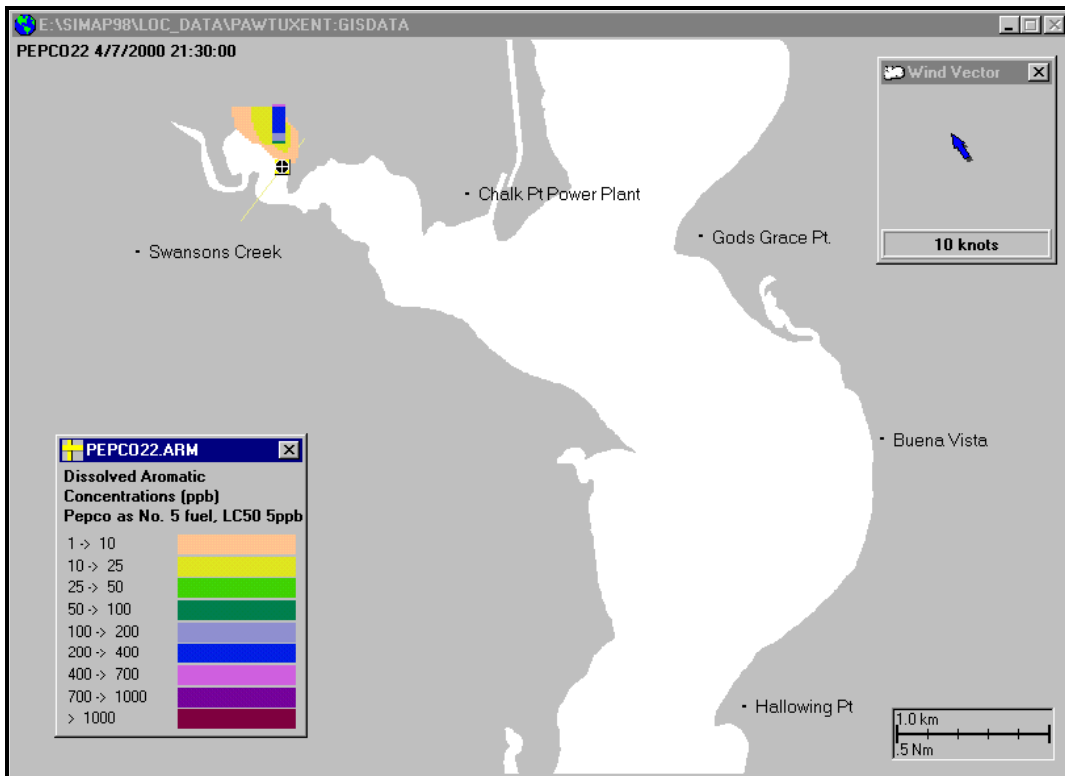 E:\SIMAP98\LOC_DATA\PAWTUXENT:GISDATA
PEPCO22 4/7/2000 21:30:00
Wind Vector
10 knots
Chalk Pt Power Plant
Gods Grace Pt.
Swansons Creek
Buena Vista
Hallowing Pt
PEPCO22.ARM
Dissolved Aromatic
Concentrations (ppb)
Pepco as No. 5 fuel, LC50 5ppb
1 -> 10
10 -> 25
25 -> 50
50 -> 100
100 -> 200
200 -> 400
400 -> 700
700 -> 1000
> 1000
1.0 km
.5 Nm